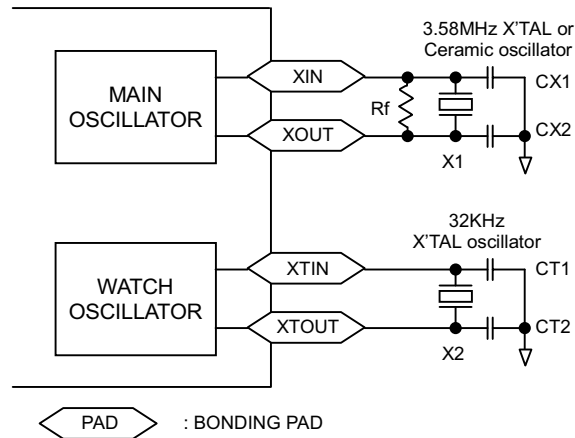 3.58MHz X'TAL or
Ceramic oscillator
MAIN
OSCILLATOR
XIN
XOUT
Rf
X1
CX1
CX2
32KHz
X'TAL oscillator
WATCH
OSCILLATOR
XTIN
XTOUT
X2
CT1
CT2
PAD : BONDING PAD